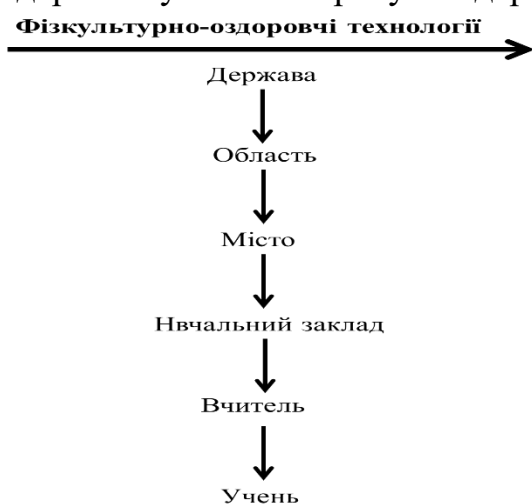 Фізкультурно-оздоровчі технології
Держава
Область
Місто
Нвчальний заклад
Вчитель
Учень